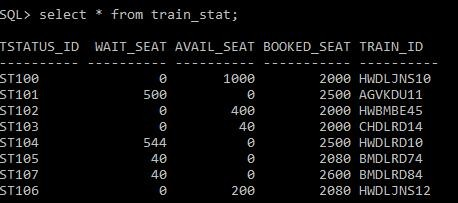 SQL> select * from train_stat;
TSTATUS_ID WAIT_SEAT AVAIL_SEAT BOOKED_SEAT TRAIN_ID
---------- ---------- ---------- ----------- ----------
ST100 0 1000 2000 HWDLJNS10
ST101 500 0 2500 AGVKDU11
ST102 0 400 2000 HWBMBE45
ST103 0 40 2000 CHDLRD14
ST104 544 0 2500 HWDLRD10
ST105 40 0 2080 BMDLRD74
ST107 40 0 2600 BMDLRD84
ST106 0 200 2080 HWDLJNS12